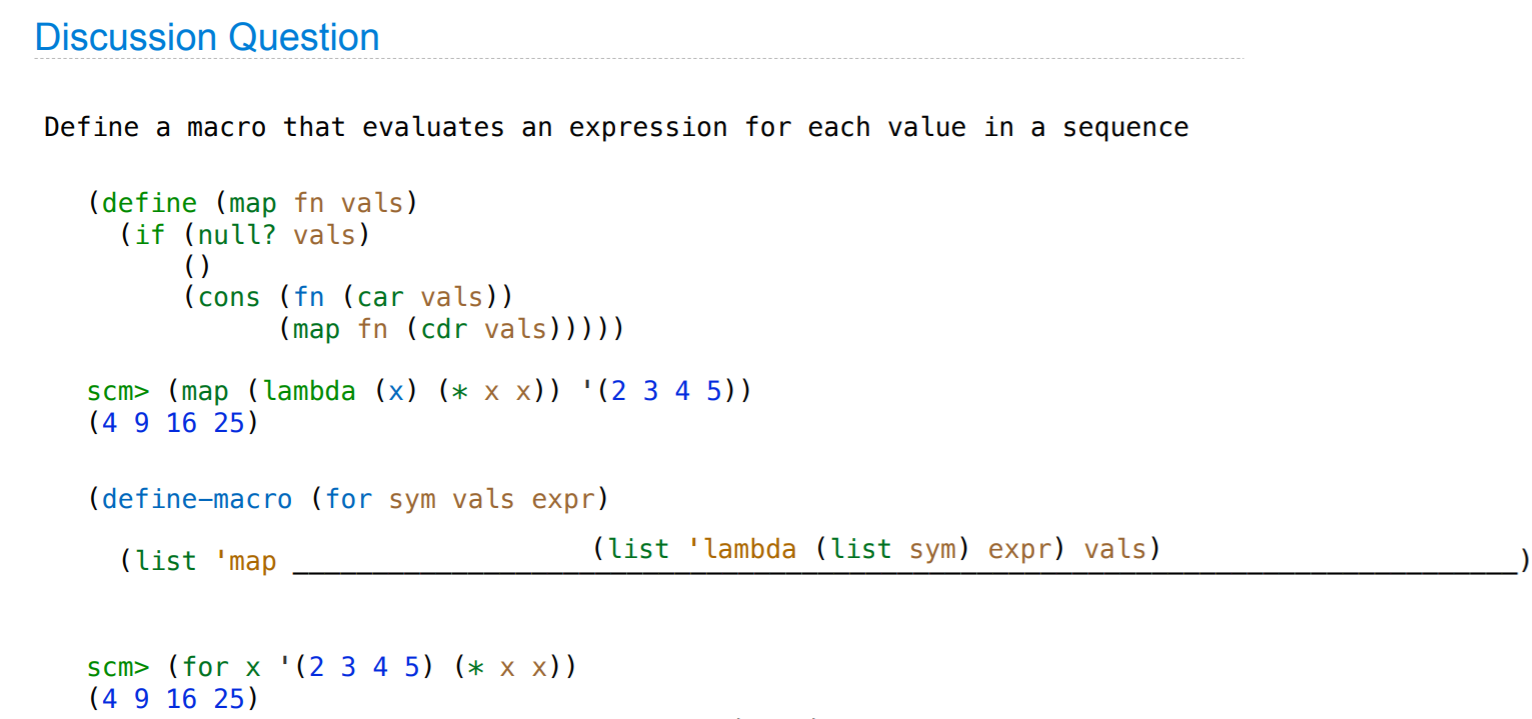 Discussion Question
Define a macro that evaluates an expression for each value in a sequence
(define (map fn vals)
(if (null? vals)
()
(cons (fn (car vals))
(map fn (cdr vals)))))
scm> (map (lambda (x) (* x x)) '(2 3 4 5))
(4 9 16 25)
(define-macro (for sym vals expr)
(list 'map (list 'lambda (list sym) expr) vals) )
scm> (for x '(2 3 4 5) (* x x))
(4 9 16 25)